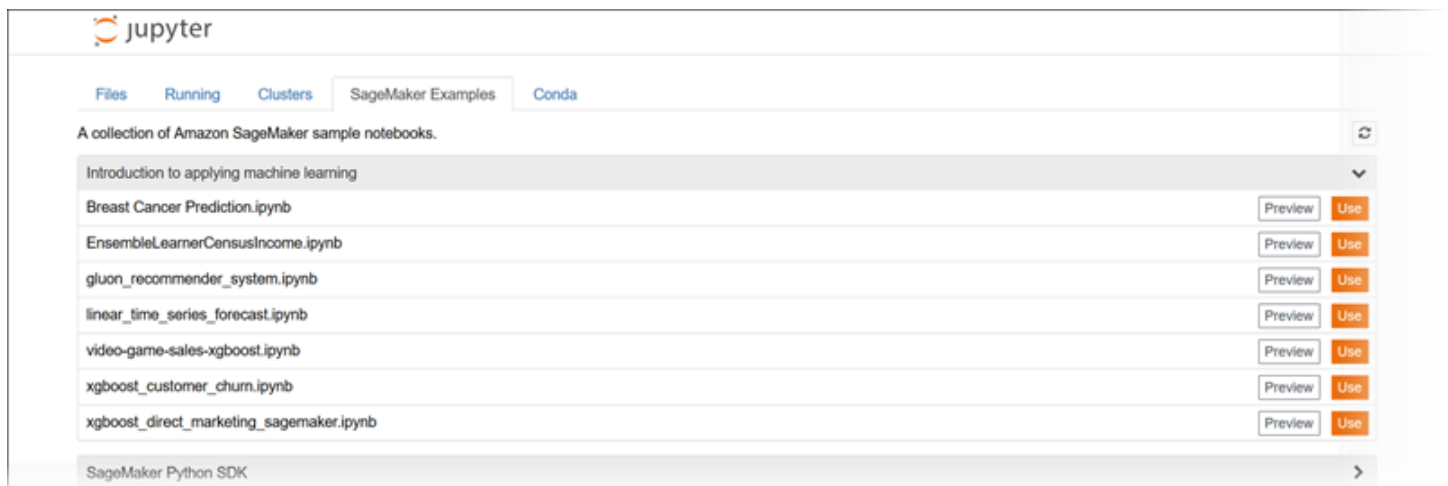 jupyter
Files Running Clusters SageMaker Examples Conda
A collection of Amazon SageMaker sample notebooks.
Introduction to applying machine learning
Breast Cancer Prediction.ipynb Preview Use
EnsembleLearnerCensusIncome.ipynb Preview Use
gluon_recommender_system.ipynb Preview Use
linear_time_series_forecast.ipynb Preview Use
video-game-sales-xgboost.ipynb Preview Use
xgboost_customer_churn.ipynb Preview Use
xgboost_direct_marketing_sagemaker.ipynb Preview Use
SageMaker Python SDK